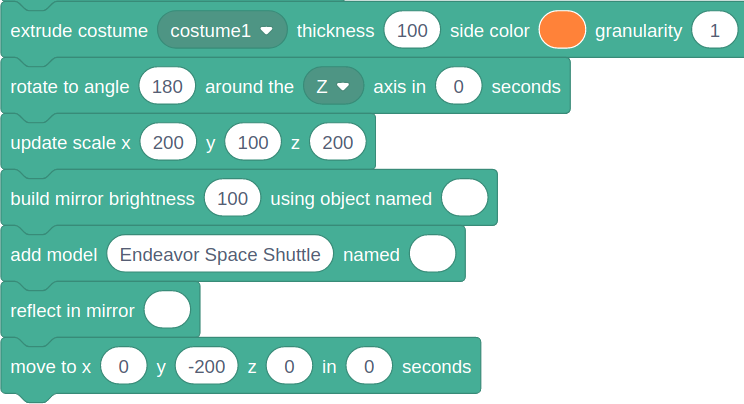 extrude costume costume1 thickness 100 side color granularity 1
rotate to angle 180 around the Z axis in 0 seconds
update scale x 200 y 100 z 200
build mirror brightness 100 using object named
add model Endeavor Space Shuttle named
reflect in mirror
move to x 0 y -200 z 0 in 0 seconds